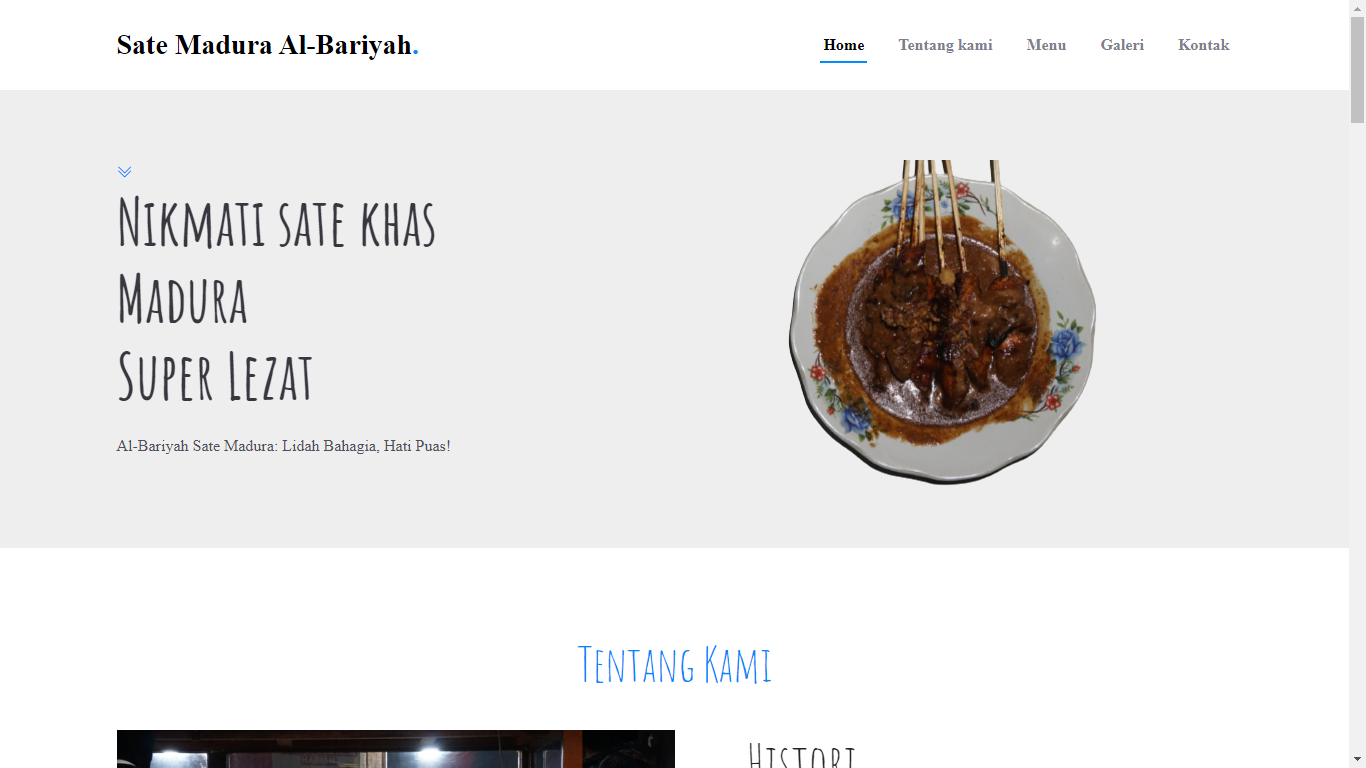 Sate Madura Al-Bariyah.
Home Tentang kami Menu Galeri Kontak
Nikmati sate khas
Madura
Super Lezat
Al-Bariyah Sate Madura: Lidah Bahagia, Hati Puas!
Tentang Kami
Histori